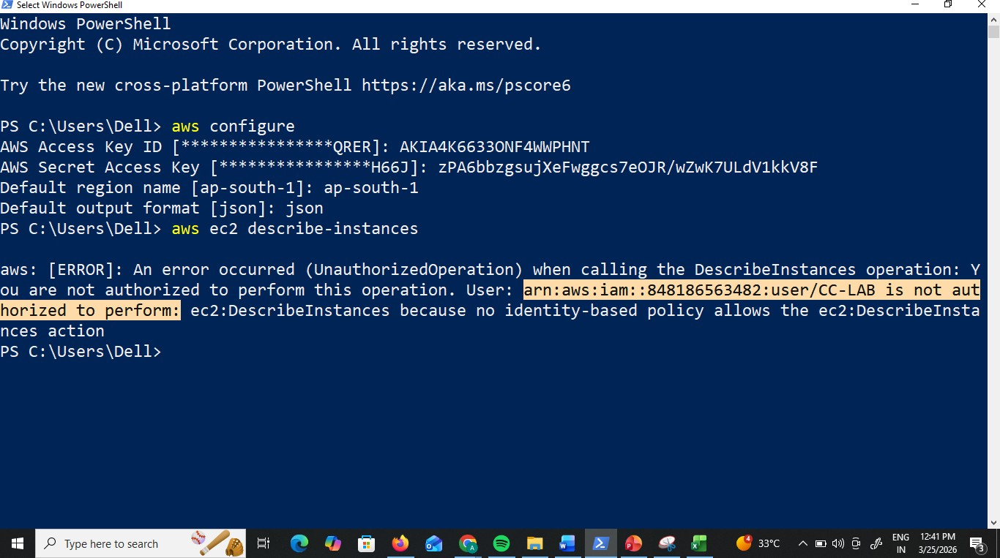 Select Windows PowerShell
Windows PowerShell
Copyright (C) Microsoft Corporation. All rights reserved.
Try the new cross-platform PowerShell https://aka.ms/pscore6
PS C:\Users\Dell> aws configure
AWS Access Key ID [****************QRER]: AKIA4K6633ONF4WWPHNT
AWS Secret Access Key [****************H66J]: 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
Default region name [ap-south-1]: ap-south-1
Default output format [json]: json
PS C:\Users\Dell> aws ec2 describe-instances
aws: [ERROR]: An error occurred (UnauthorizedOperation) when calling the DescribeInstances operation: Y
ou are not authorized to perform this operation. User: arn:aws:iam::848186563482:user/CC-LAB is not aut
horized to perform: ec2:DescribeInstances because no identity-based policy allows the ec2:DescribeInsta
nces action
PS C:\Users\Dell>
Type here to search
4
33°C
ENG
IN
12:41 PM
3/25/2026
3